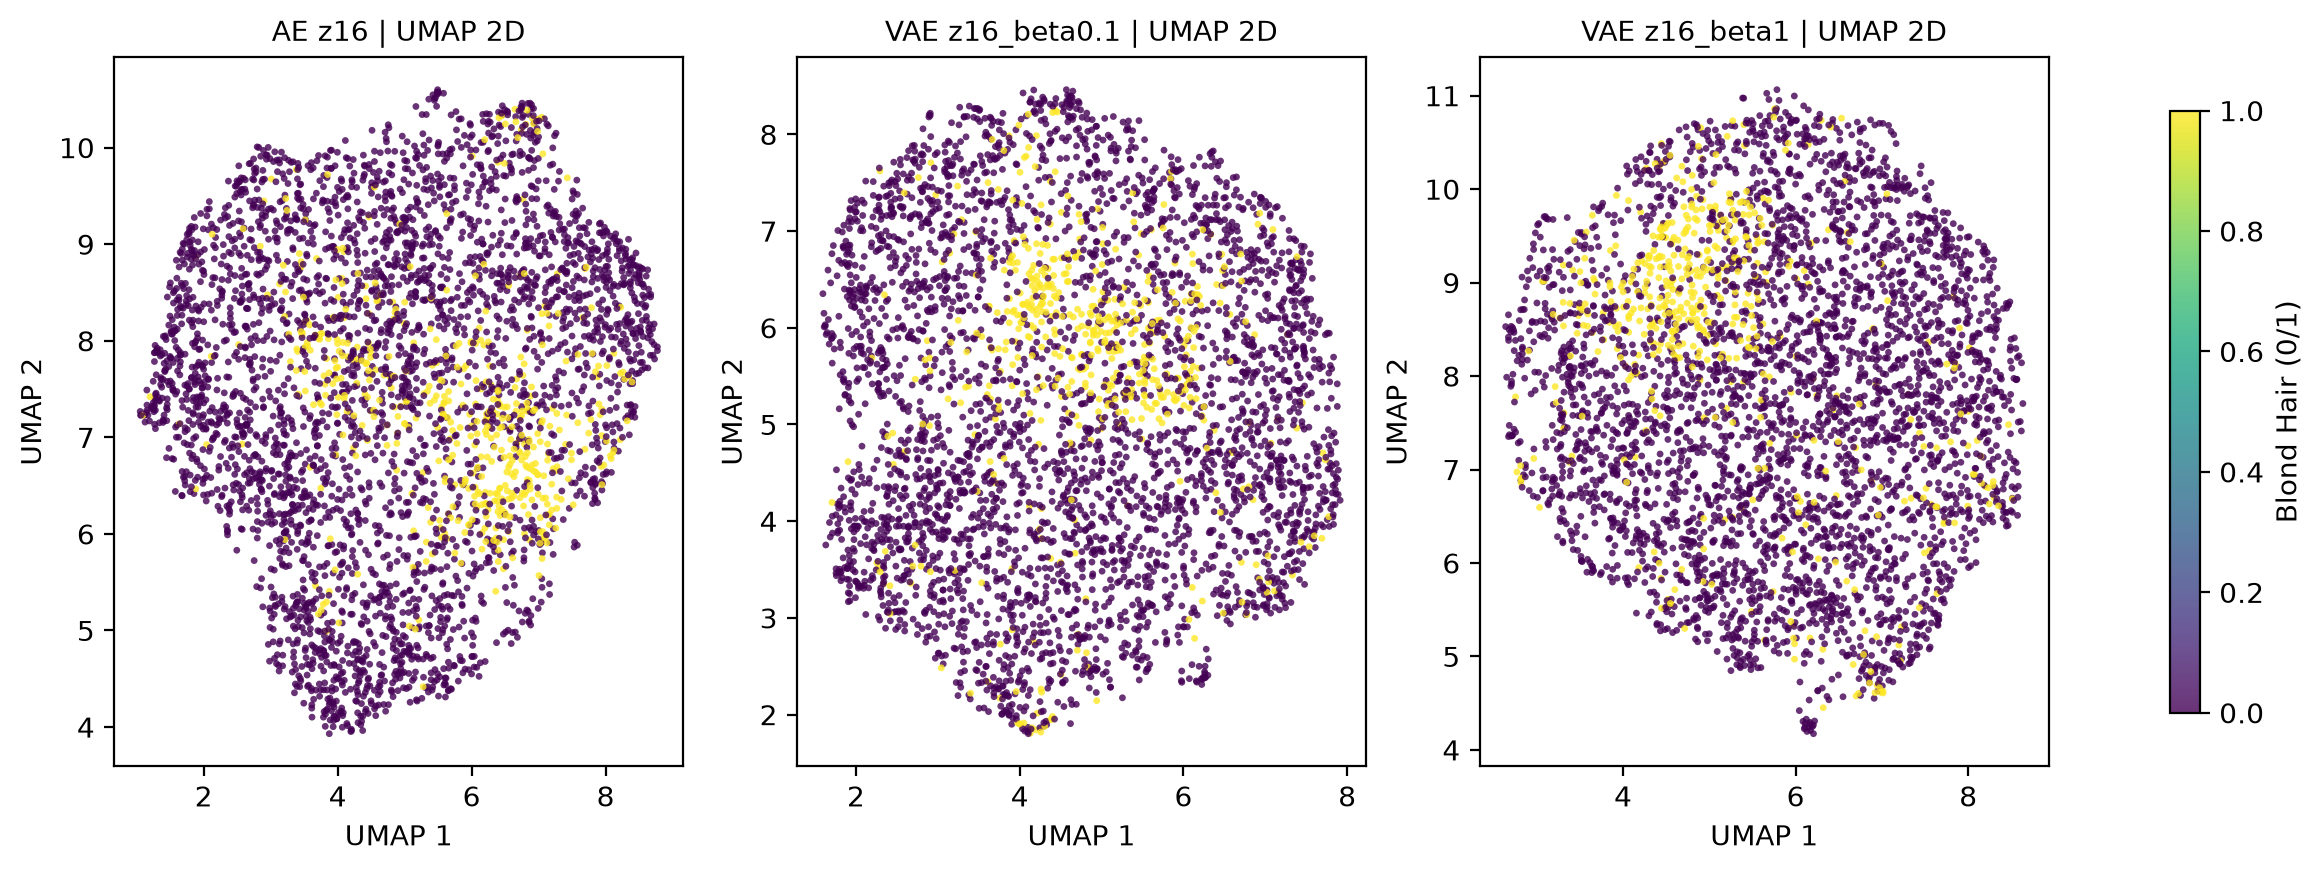 AE z16 | UMAP 2D
10
9
8
7
6
5
4
UMAP 2
2 4 6 8
UMAP 1
VAE z16_beta0.1 | UMAP 2D
8
7
6
5
4
3
2
UMAP 2
2 4 6 8
UMAP 1
VAE z16_beta1 | UMAP 2D
11
10
9
8
7
6
5
4
UMAP 2
4 6 8
UMAP 1
1.0
0.8
0.6
0.4
0.2
0.0
Blond Hair (0/1)